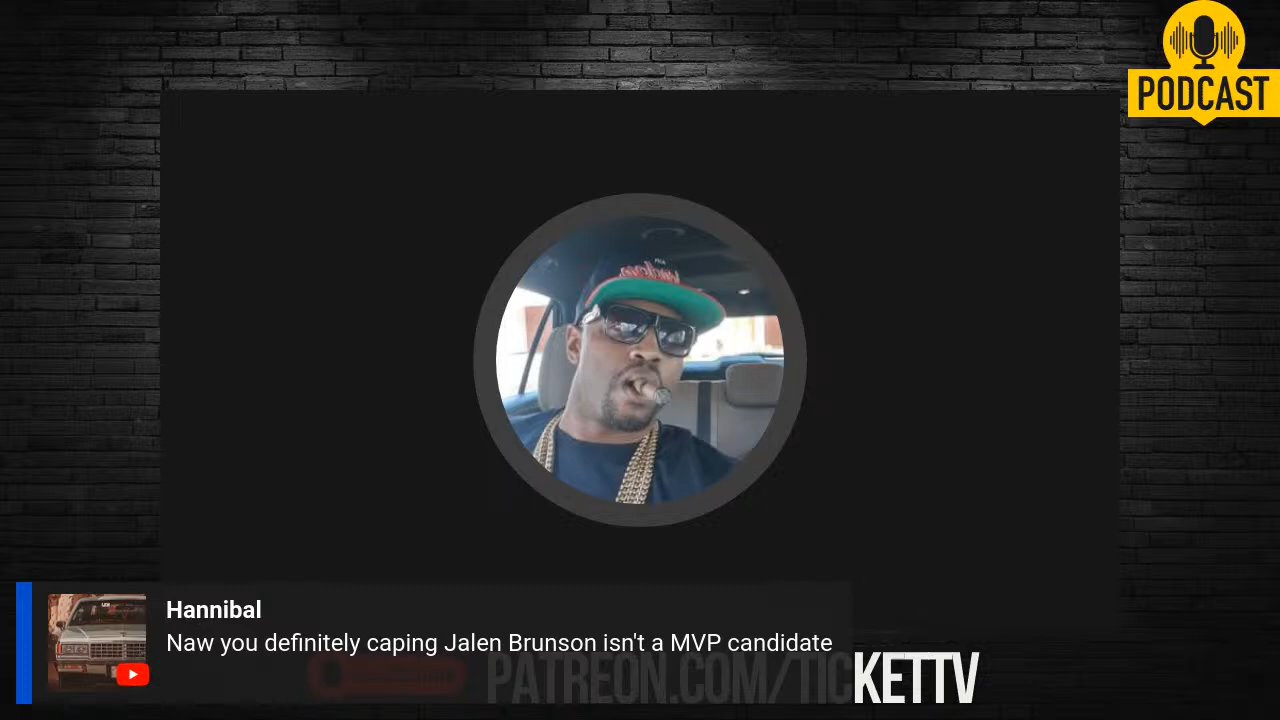 PODCAST
Hannibal
Naw you definitely caping Jalen Brunson isn't a MVP candidate
PATREON.COM/TICKETTV